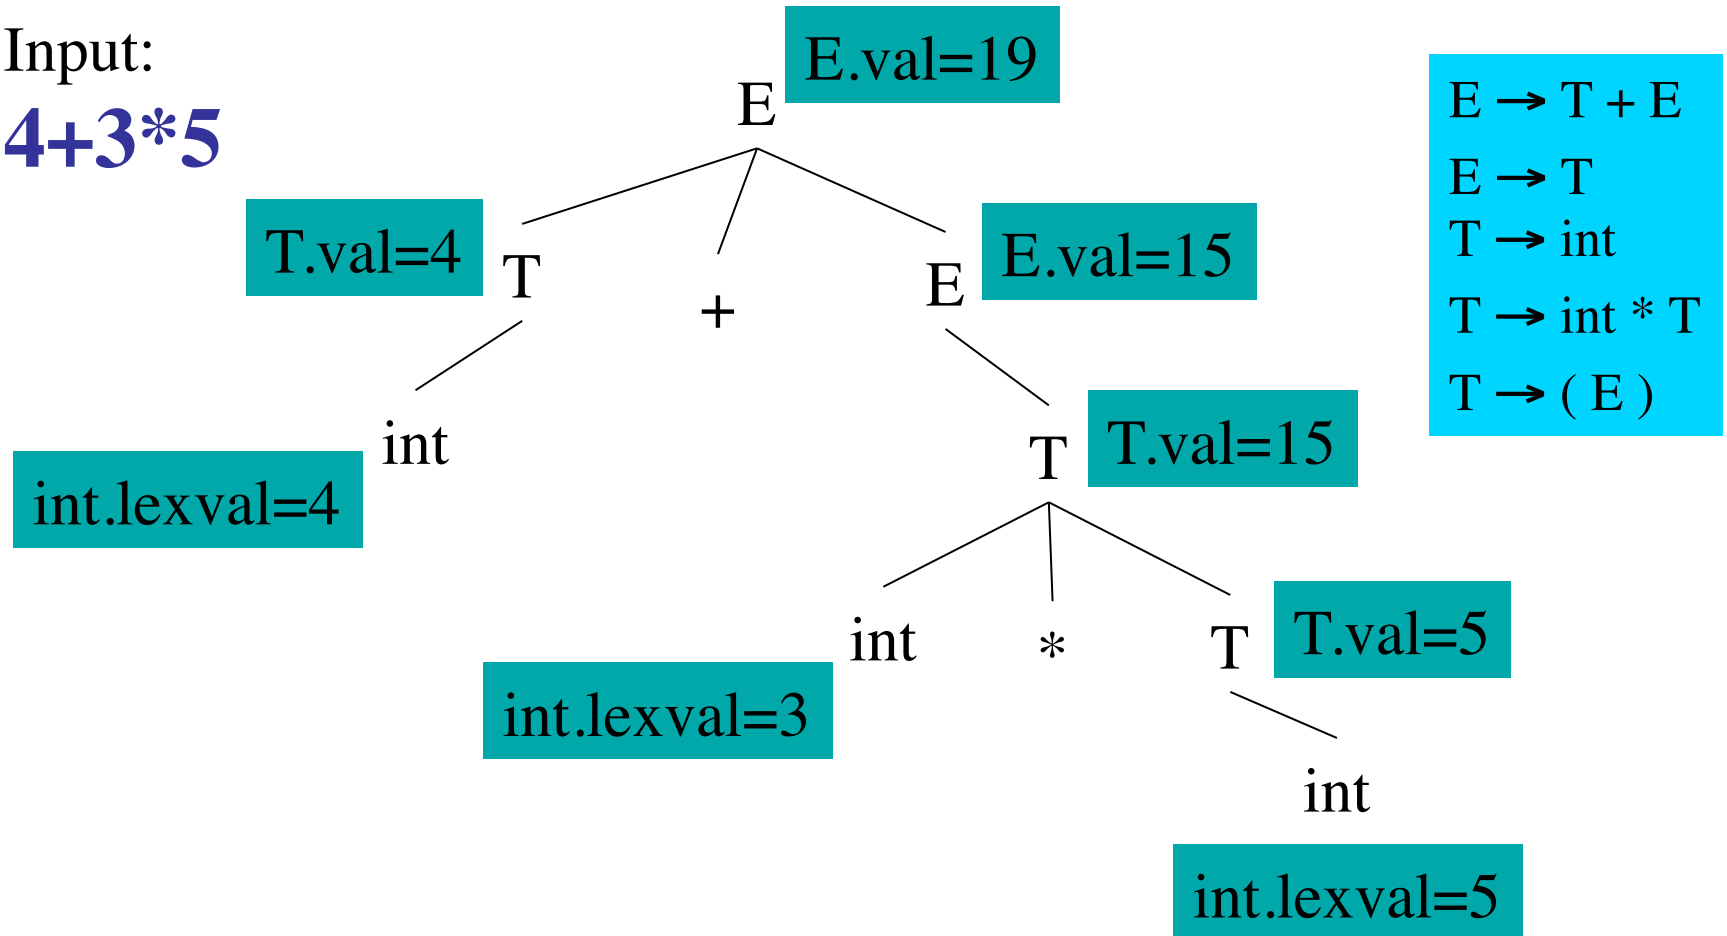 Input:
4+3*5
E.val=19
E
T.val=4
T
+
E
E.val=15
int
int.lexval=4
T
T.val=15
int
*
T
T.val=5
int.lexval=3
int
int.lexval=5
E → T + E
E → T
T → int
T → int * T
T → ( E )